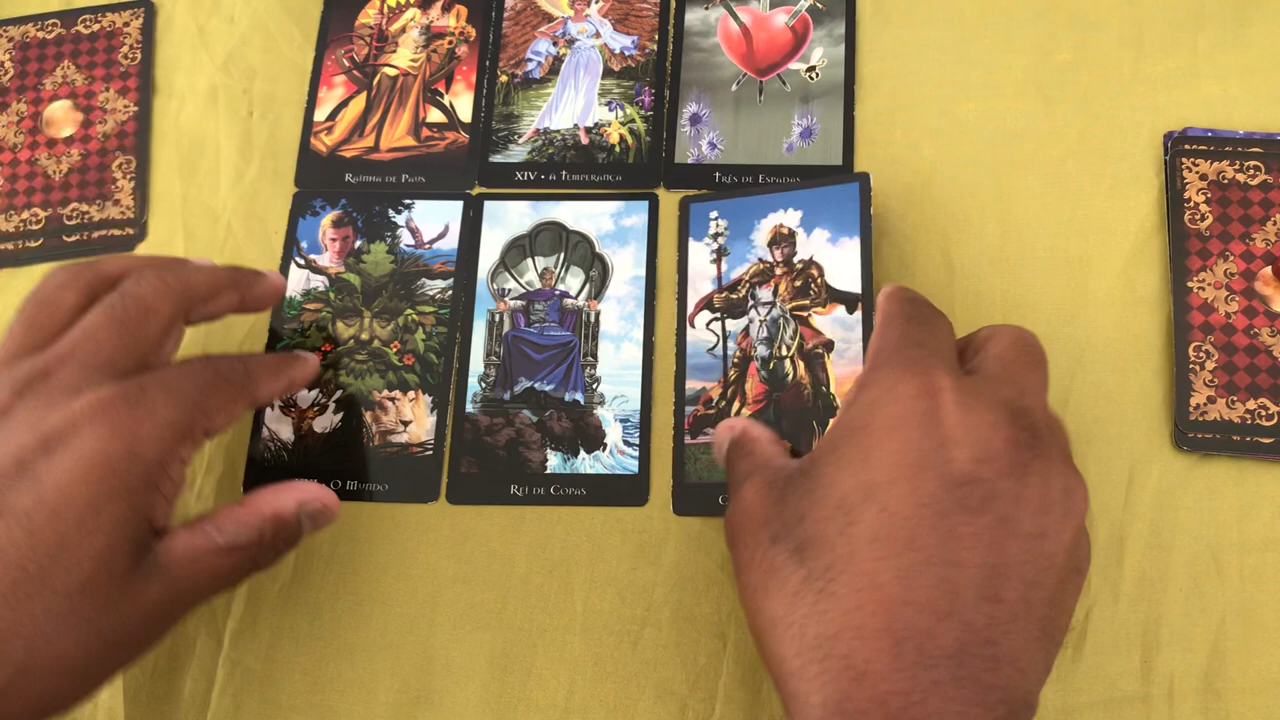 Rainha de Paus
XIV • A Temperança
Três de Espadas
O Mundo
Rei de Copas